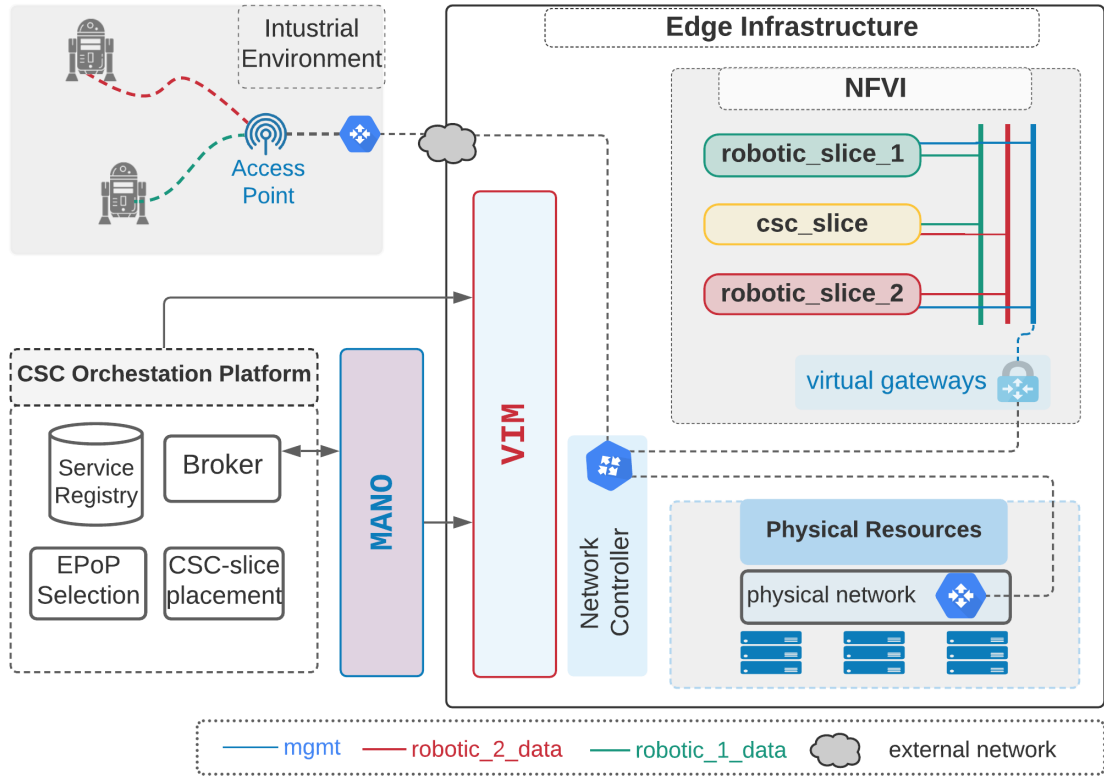 Intustrial
Environment
Access
Point
Edge Infrastructure
NFVI
robotic_slice_1
csc_slice
robotic_slice_2
virtual gateways
CSC Orchestation Platform
Service
Registry
Broker
EPoP
Selection
CSC-slice
placement
MANO
VIM
Network
Controller
Physical Resources
physical network
mgmt
robotic_2_data
robotic_1_data
external network